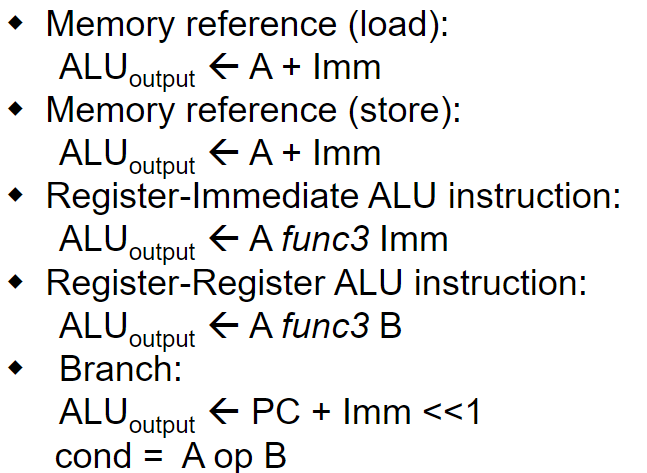 ◆ Memory reference (load):
ALUoutput ← A + Imm
◆ Memory reference (store):
ALUoutput ← A + Imm
◆ Register-Immediate ALU instruction:
ALUoutput ← A func3 Imm
◆ Register-Register ALU instruction:
ALUoutput ← A func3 B
◆ Branch:
ALUoutput ← PC + Imm <<1
cond = A op B